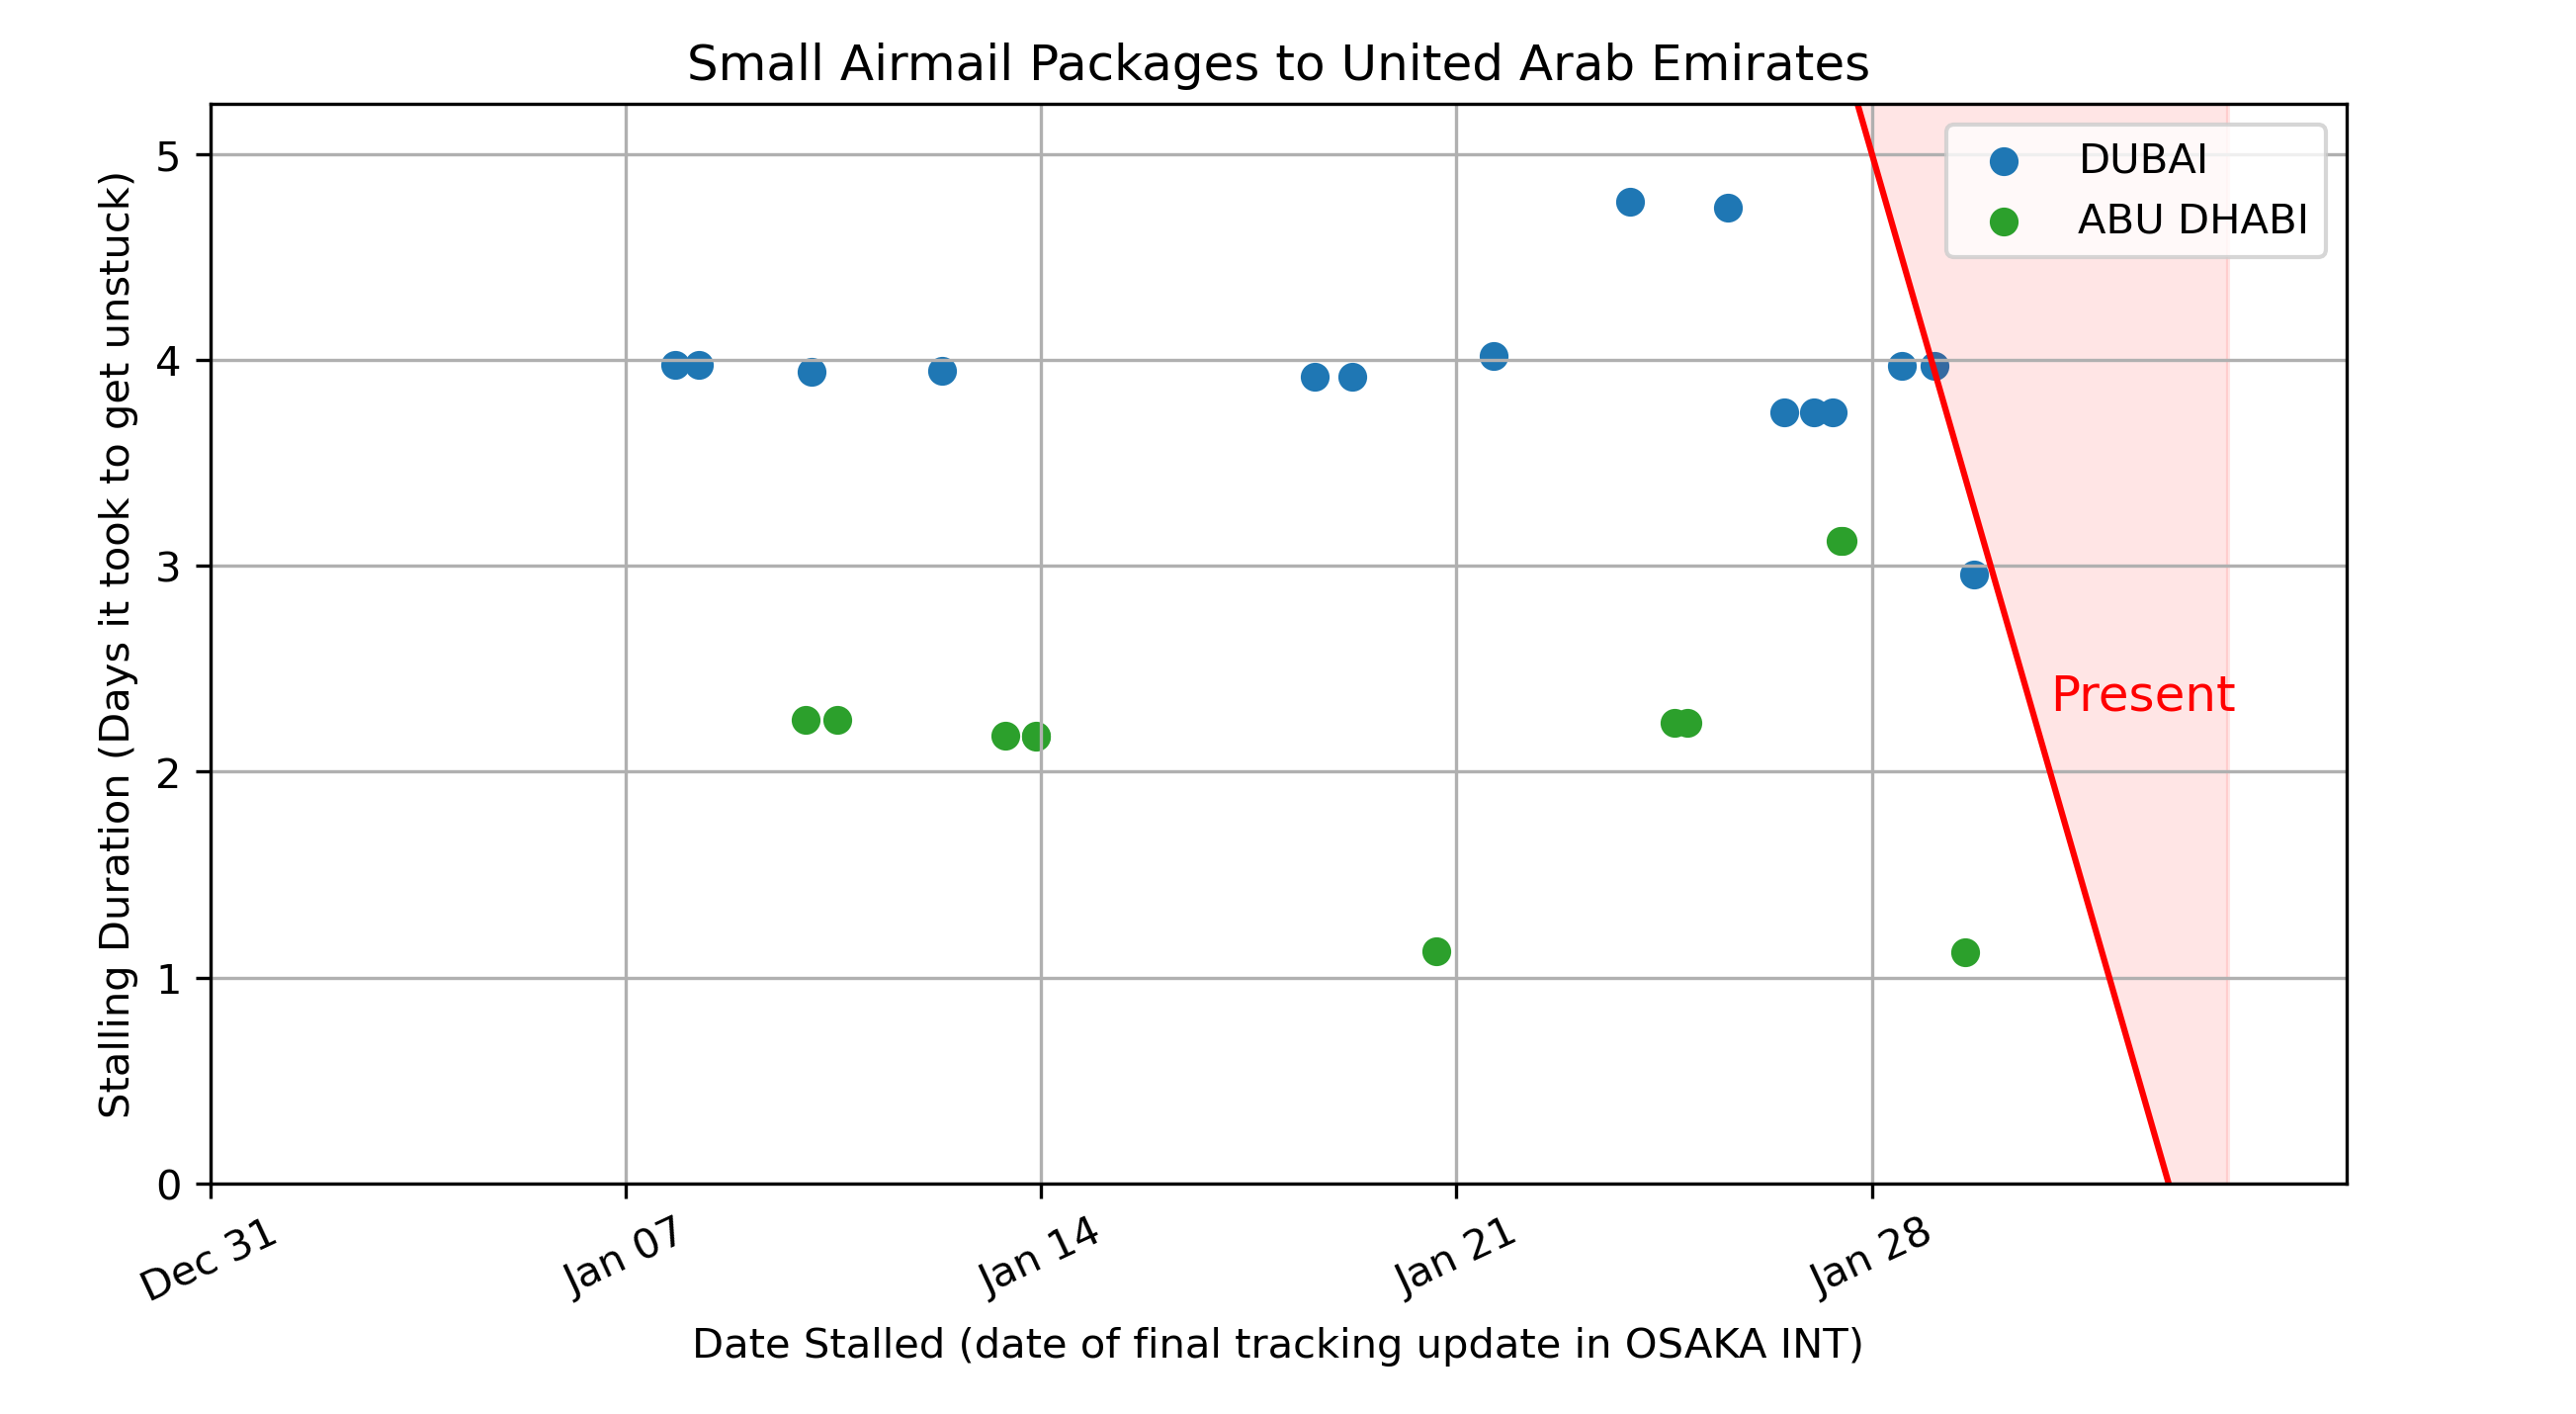 Small Airmail Packages to United Arab Emirates
Stalling Duration (Days it took to get unstuck)
5
4
3
2
1
0
DUBAI
ABU DHABI
Present
Dec 31
Jan 07
Jan 14
Jan 21
Jan 28
Date Stalled (date of final tracking update in OSAKA INT)